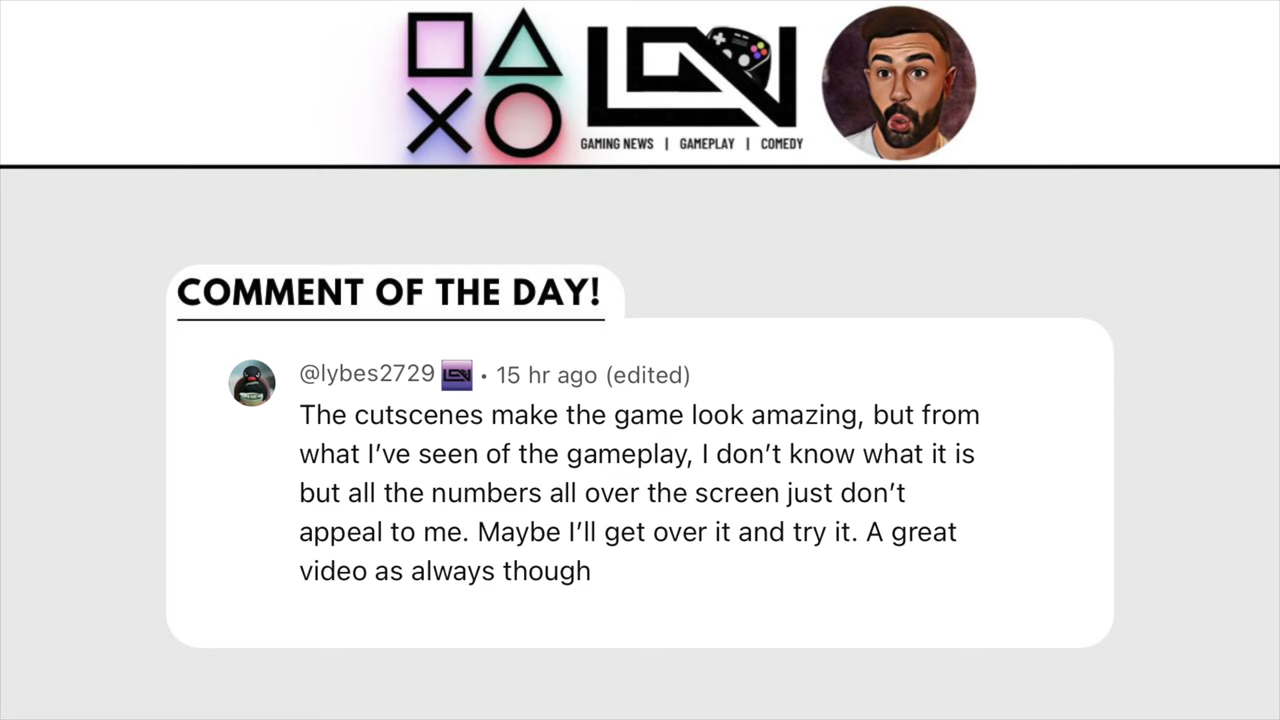 LON
GAMING NEWS | GAMEPLAY | COMEDY
COMMENT OF THE DAY!
@lybes2729 LON • 15 hr ago (edited)
The cutscenes make the game look amazing, but from
what I’ve seen of the gameplay, I don’t know what it is
but all the numbers all over the screen just don’t
appeal to me. Maybe I’ll get over it and try it. A great
video as always though